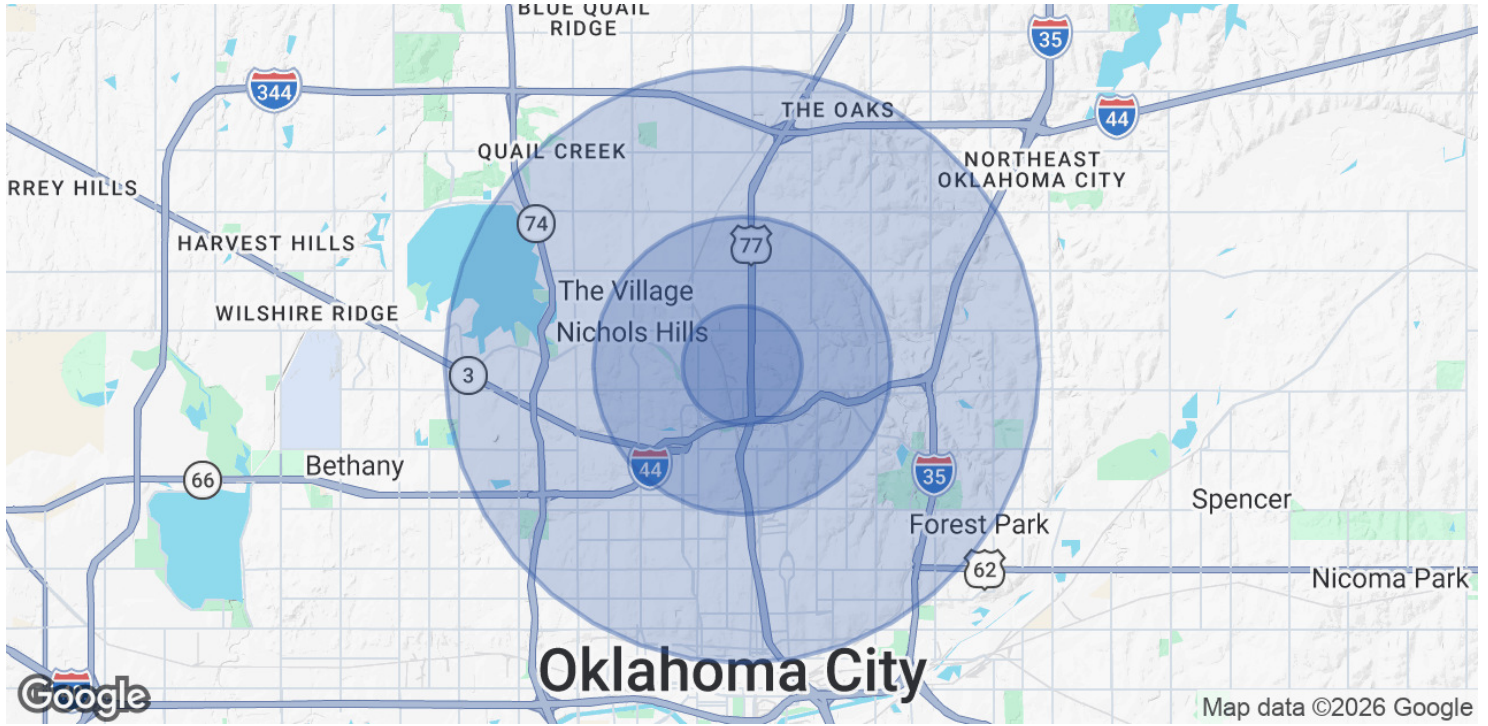 BLUE QUAIL
RIDGE
35
344
THE OAKS
44
QUAIL CREEK
NORTHEAST
OKLAHOMA CITY
RREY HILLS
74
HARVEST HILLS
77
The Village
WILSHIRE RIDGE
Nichols Hills
3
Bethany
44
35
66
Spencer
Forest Park
62
Nicoma Park
Oklahoma City
Google
Map data ©2026 Google